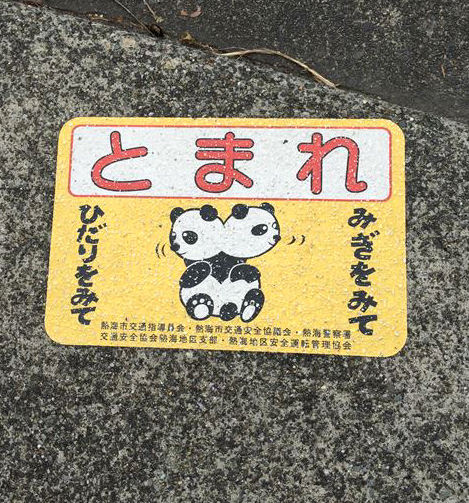 とまれ
みぎをみて
ひだりをみて
熱海市交通指導員会・熱海市交通安全協議会・熱海警察署
交通安全協会熱海地区支部・熱海地区安全運転管理協会